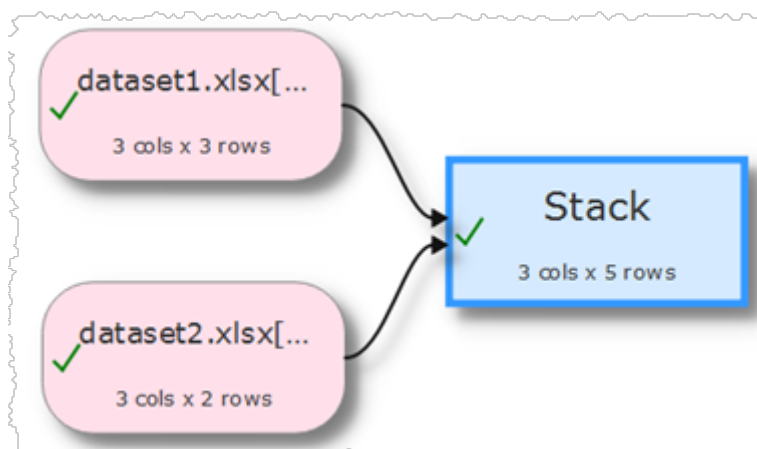 dataset1.xlsx[...
3 cols x 3 rows
Stack
3 cols x 5 rows
dataset2.xlsx[...
3 cols x 2 rows